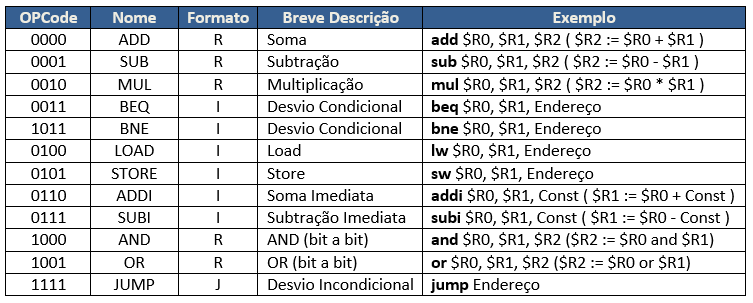 OPCode Nome Formato Breve Descrição Exemplo
0000 ADD R Soma add $R0, $R1, $R2 ( $R2 := $R0 + $R1 )
0001 SUB R Subtração sub $R0, $R1, $R2 ( $R2 := $R0 - $R1 )
0010 MUL R Multiplicação mul $R0, $R1, $R2 ( $R2 := $R0 * $R1 )
0011 BEQ I Desvio Condicional beq $R0, $R1, Endereço
1011 BNE I Desvio Condicional bne $R0, $R1, Endereço
0100 LOAD I Load lw $R0, $R1, Endereço
0101 STORE I Store sw $R0, $R1, Endereço
0110 ADDI I Soma Imediata addi $R0, $R1, Const ( $R1 := $R0 + Const )
0111 SUBI I Subtração Imediata subi $R0, $R1, Const ( $R1 := $R0 - Const )
1000 AND R AND (bit a bit) and $R0, $R1, $R2 ($R2 := $R0 and $R1)
1001 OR R OR (bit a bit) or $R0, $R1, $R2 ($R2 := $R0 or $R1)
1111 JUMP J Desvio Incondicional jump Endereço